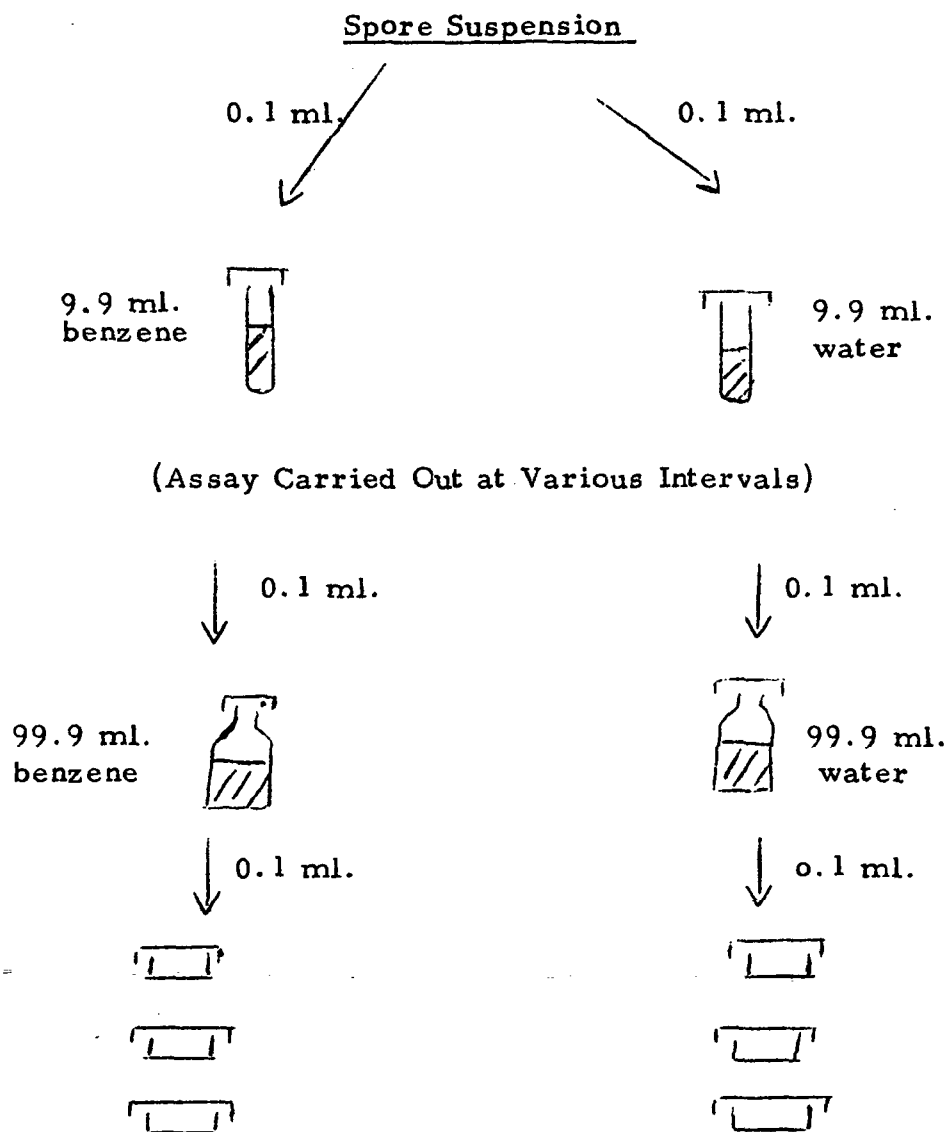 Spore Suspension
0.1 ml.
0.1 ml.
9.9 ml.
benzene
9.9 ml.
water
(Assay Carried Out at Various Intervals)
0.1 ml.
0.1 ml.
99.9 ml.
benzene
99.9 ml.
water
0.1 ml.
o.1 ml.